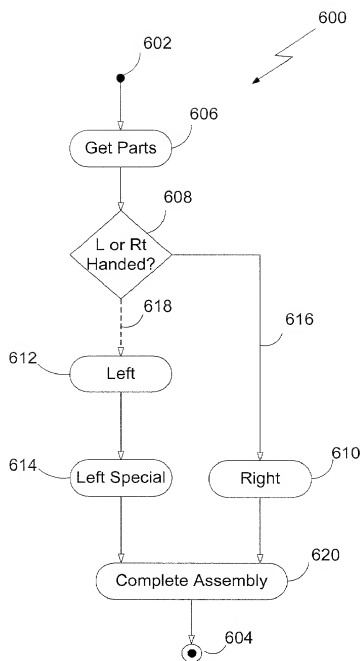 600
602
606
Get Parts
608
L or Rt
Handed?
618
616
612
Left
614
Left Special
Right
610
Complete Assembly
620
604